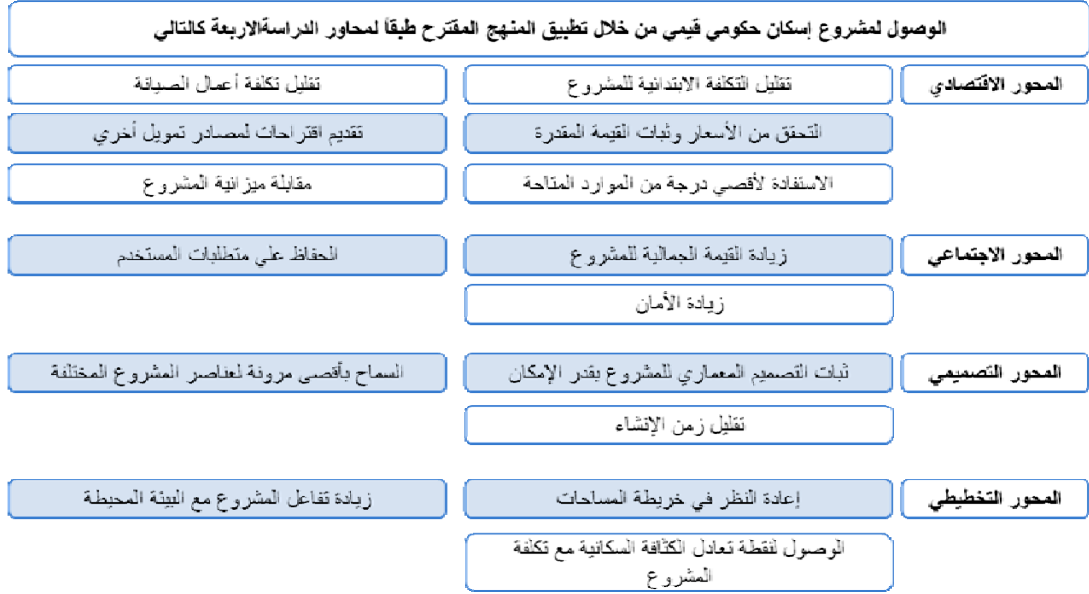 الوصول لمشروع إسكان حكومي قيمي من خلال تطبيق المنهج المقترح طبقاً لمحاور الدراسةالاربعة كالتالي
المحور الاقتصادي
تقليل التكلفة الابتدائية للمشروع
تقليل تكلفة أعمال الصيانة
التحقق من الأسعار وثبات القيمة المقدرة
تقديم اقتراحات لمصادر تمويل أخري
الاستفادة لأقصي درجة من الموارد المتاحة
مقابلة ميزانية المشروع
المحور الاجتماعي
زيادة القيمة الجمالية للمشروع
الحفاظ علي متطلبات المستخدم
زيادة الأمان
المحور التصميمي
ثبات التصميم المعماري للمشروع بقدر الإمكان
السماح بأقصى مرونة لعناصر المشروع المختلفة
تقليل زمن الإنشاء
المحور التخطيطي
إعادة النظر في خريطة المساحات
زيادة تفاعل المشروع مع البيئة المحيطة
الوصول لنقطة تعادل الكثافة السكانية مع تكلفة
المشروع